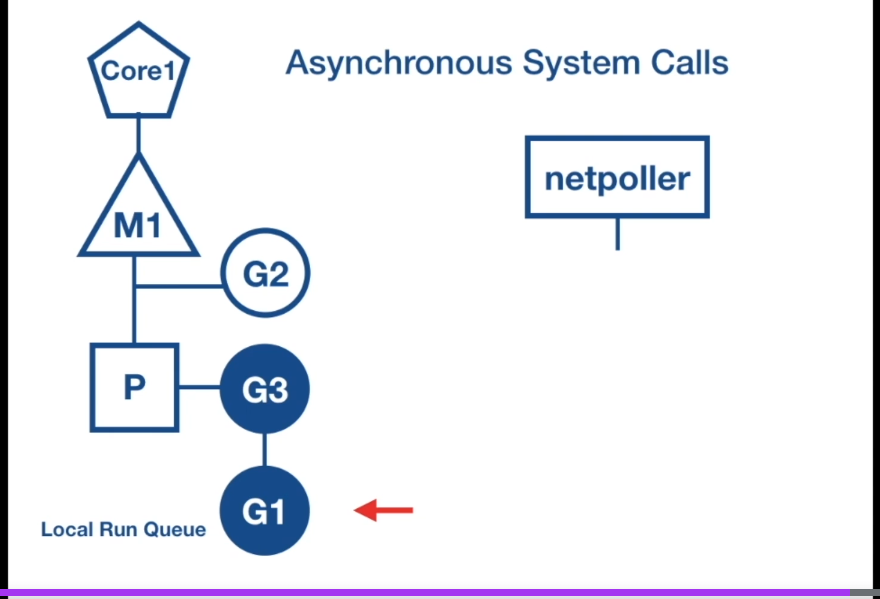 Core1
Asynchronous System Calls
netpoller
M1
G2
P
G3
G1
Local Run Queue